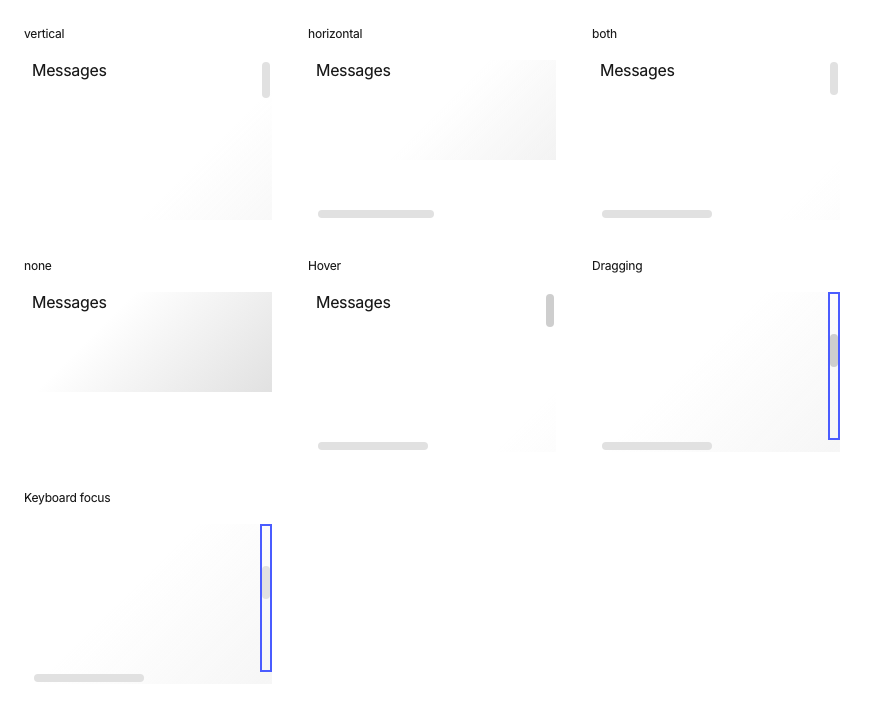 vertical
horizontal
both
Messages
Messages
Messages
none
Hover
Dragging
Messages
Messages
Keyboard focus